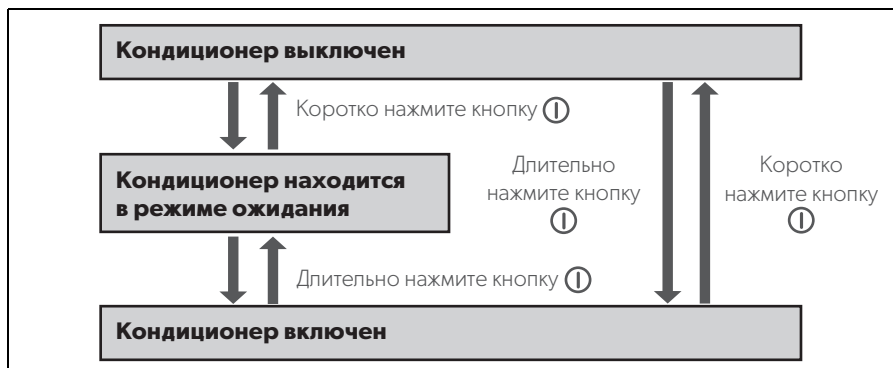 Кондиционер выключен
Коротко нажмите кнопку
Кондиционер находится
в режиме ожидания
Длительно
нажмите кнопку
Коротко
нажмите кнопку
Длительно нажмите кнопку
Кондиционер включен